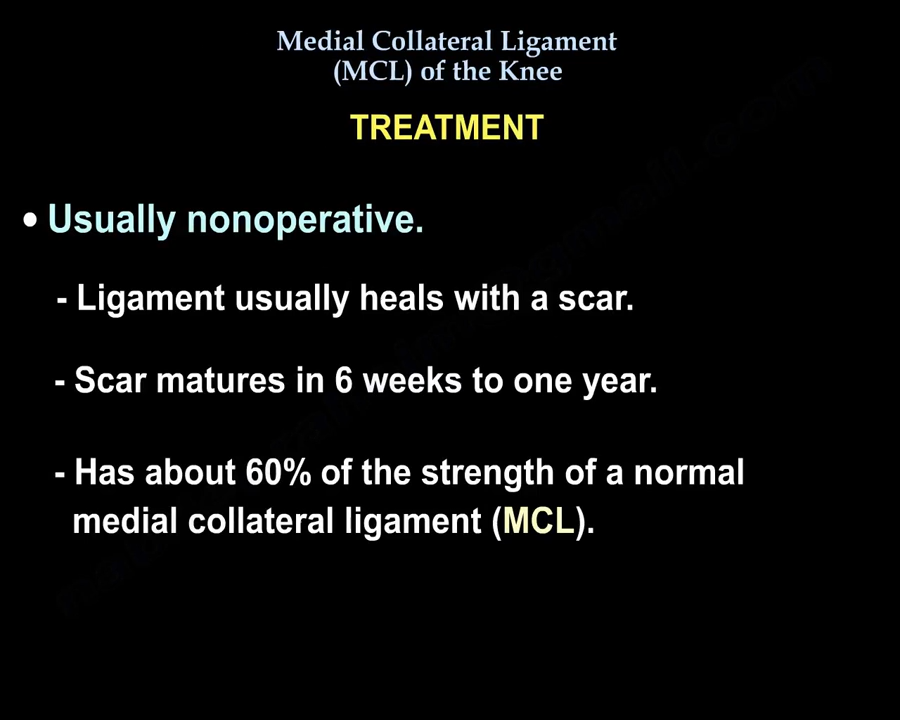 Medial Collateral Ligament
(MCL) of the Knee
TREATMENT
• Usually nonoperative.
- Ligament usually heals with a scar.
- Scar matures in 6 weeks to one year.
- Has about 60% of the strength of a normal
medial collateral ligament (MCL).